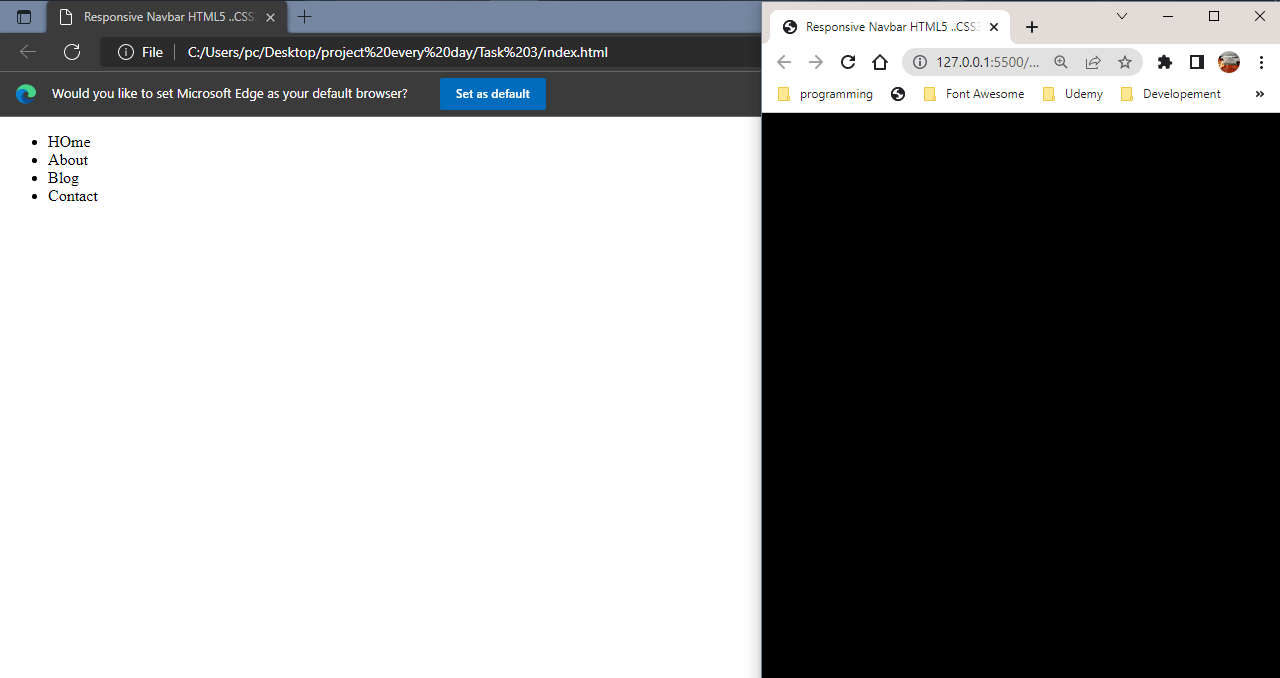 Responsive Navbar HTML5 ..CSS
File
C:/Users/pc/Desktop/project%20every%20day/Task%203/index.html
Would you like to set Microsoft Edge as your default browser?
Set as default
HOme
About
Blog
Contact
Responsive Navbar HTML5 ..CSS3
127.0.0.1:5500/...
programming
Font Awesome
Udemy
Developement
»